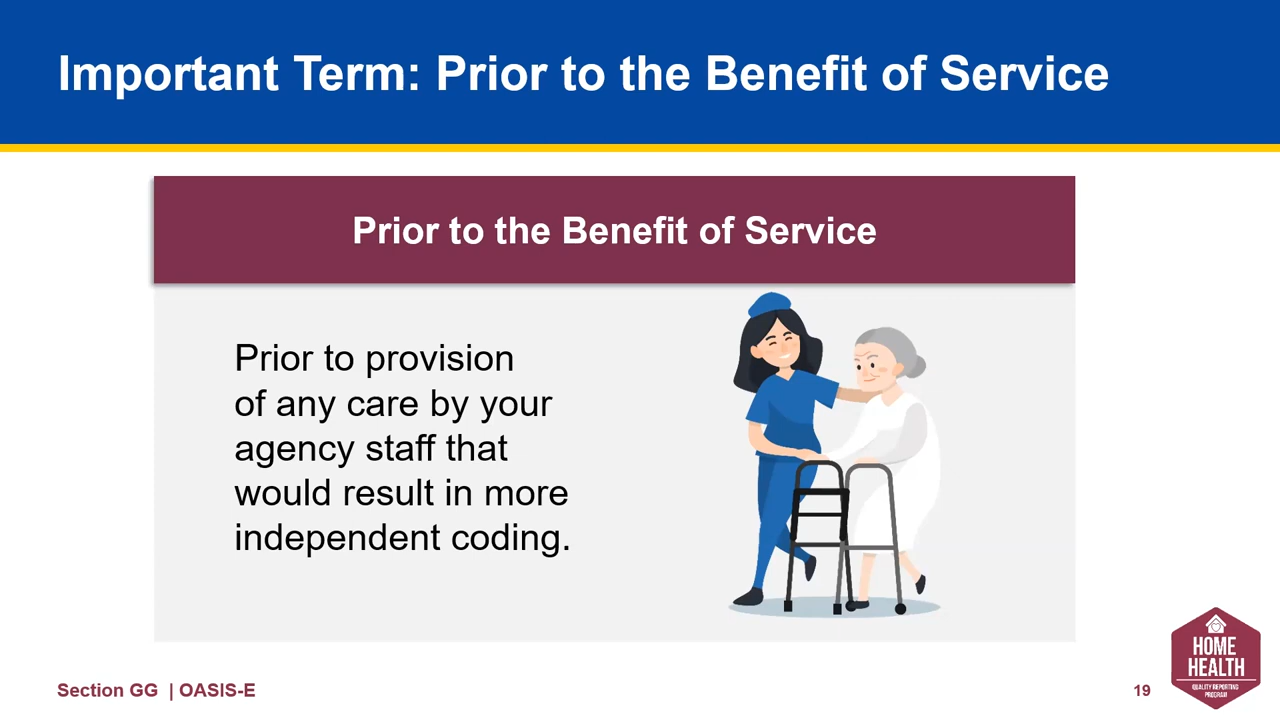 Important Term: Prior to the Benefit of Service
Prior to the Benefit of Service
Prior to provision
of any care by your
agency staff that
would result in more
independent coding.
Section GG | OASIS-E
19
HOME
HEALTH
QUALITY REPORTING
PROGRAM